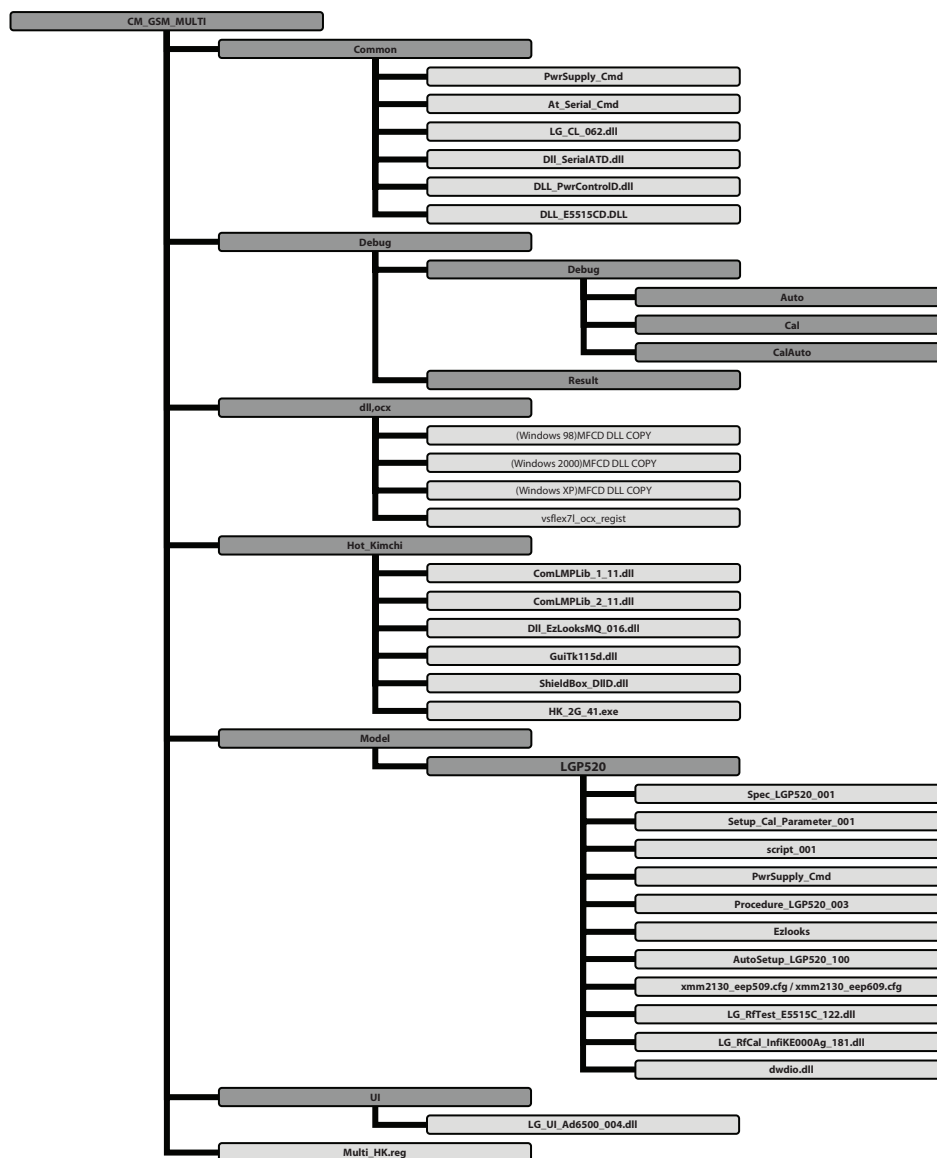 CM_GSM_MULTI
Common
PwrSupply_Cmd
At_Serial_Cmd
LG_CL_062.dll
Dll_SerialATD.dll
DLL_PwrControlD.dll
DLL_E5515CD.DLL
Debug
Debug
Auto
Cal
CalAuto
Result
dll,ocx
(Windows 98)MFCD DLL COPY
(Windows 2000)MFCD DLL COPY
(Windows XP)MFCD DLL COPY
vsflex7l_ocx_regist
Hot_Kimchi
ComLMPLib_1_11.dll
ComLMPLib_2_11.dll
Dll_EzLooksMQ_016.dll
GuiTk115d.dll
ShieldBox_DllD.dll
HK_2G_41.exe
Model
LGP520
Spec_LGP520_001
Setup_Cal_Parameter_001
script_001
PwrSupply_Cmd
Procedure_LGP520_003
Ezlooks
AutoSetup_LGP520_100
xmm2130_eep509.cfg / xmm2130_eep609.cfg
LG_RfTest_E5515C_122.dll
LG_RfCal_InfiKE000Ag_181.dll
dwdio.dll
UI
LG_UI_Ad6500_004.dll
Multi_HK.reg